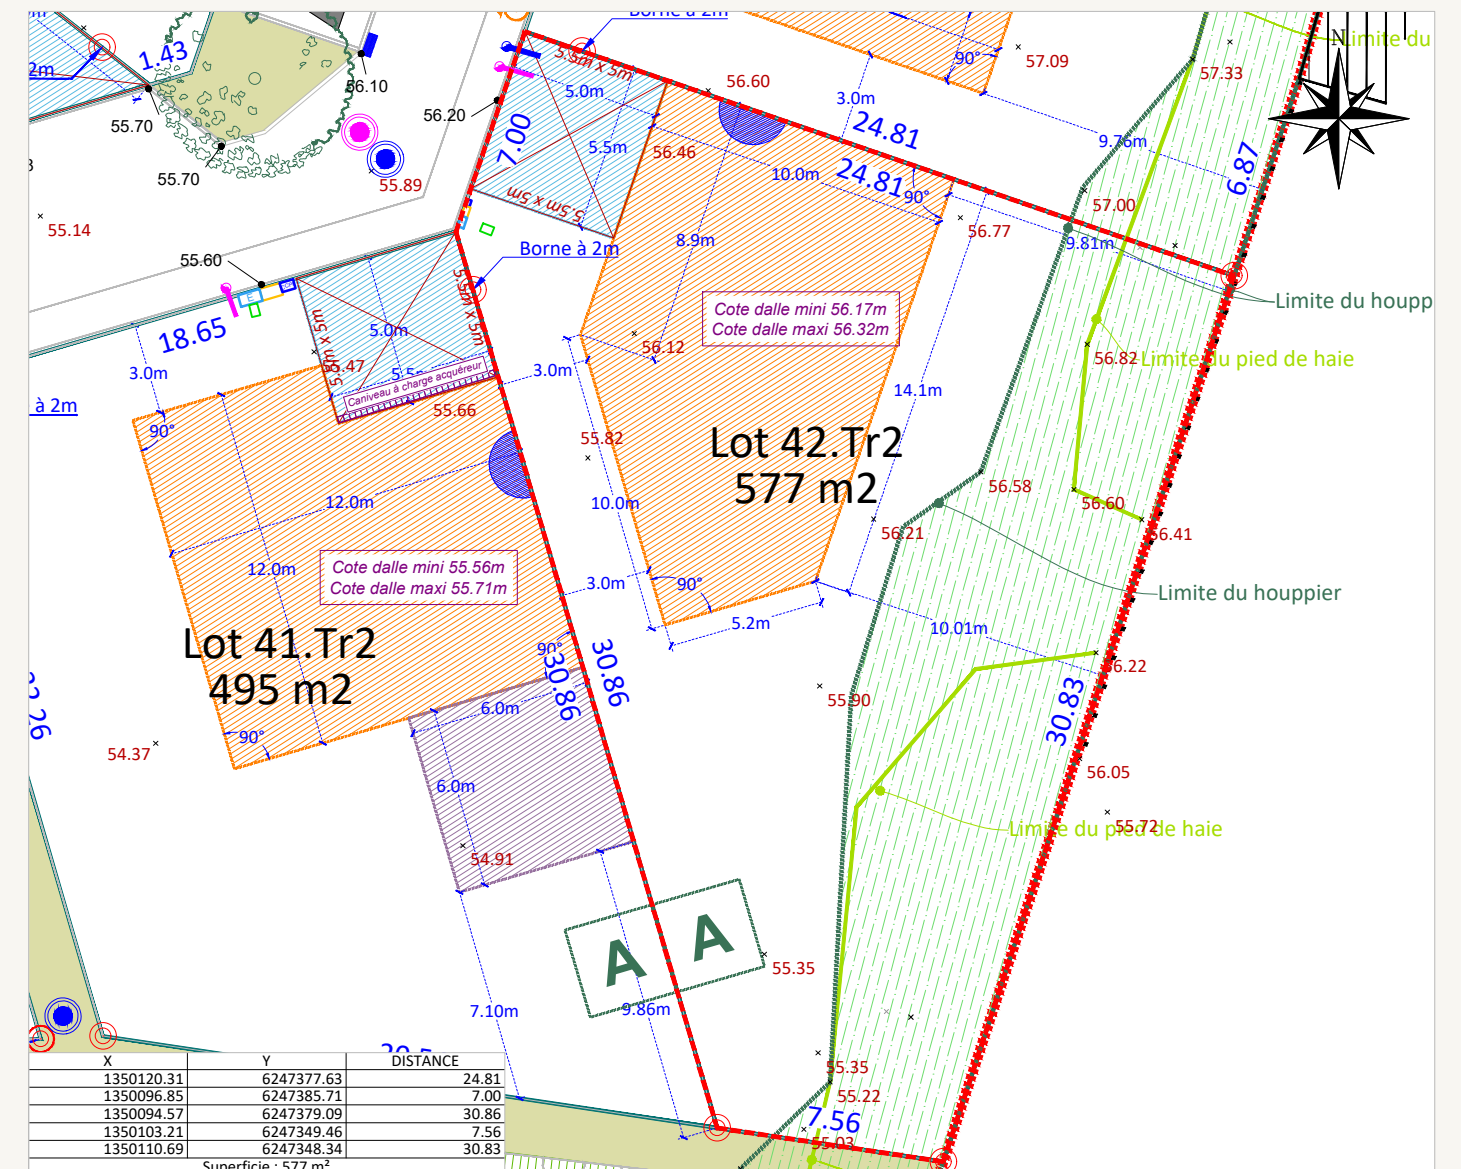 Borne à 2m
1.43
2m
56.10
55.70
55.70
55.89
55.14
56.20
5.5m x 5m
5.0m
7.00
5.5m
5.5m x 5.5m
56.60
56.46
3.0m
24.81
24.81
10.0m
90°
90°
57.09
9.76m
57.33
Limite du
N
6.87
57.00
9.81m
56.77
Limite du houpp
Borne à 2m
55.60
18.65
5.5m x 5m
5.0m
3.0m
à 2m
Caniveau à charge acquéreur
55.66
90°
8.9m
Cote dalle mini 56.17m
Cote dalle maxi 56.32m
56.12
3.0m
56.82
Limite du pied de haie
14.1m
55.82
Lot 42.Tr2
577 m2
56.58
56.60
56.41
56.21
12.0m
10.0m
12.0m
Cote dalle mini 55.56m
Cote dalle maxi 55.71m
3.0m
90°
5.2m
Limite du houppier
10.01m
Lot 41.Tr2
495 m2
90°
30.86
30.86
56.22
55.90
30.83
6.0m
90°
54.37
6.0m
56.05
55.72
Limite du pied de haie
54.91
A A
55.35
7.10m
9.86m
55.35
55.22
7.56
55.03
X Y DISTANCE
1350120.31 6247377.63 24.81
1350096.85 6247385.71 7.00
1350094.57 6247379.09 30.86
1350103.21 6247349.46 7.56
1350110.69 6247348.34 30.83
Superficie : 577 m²